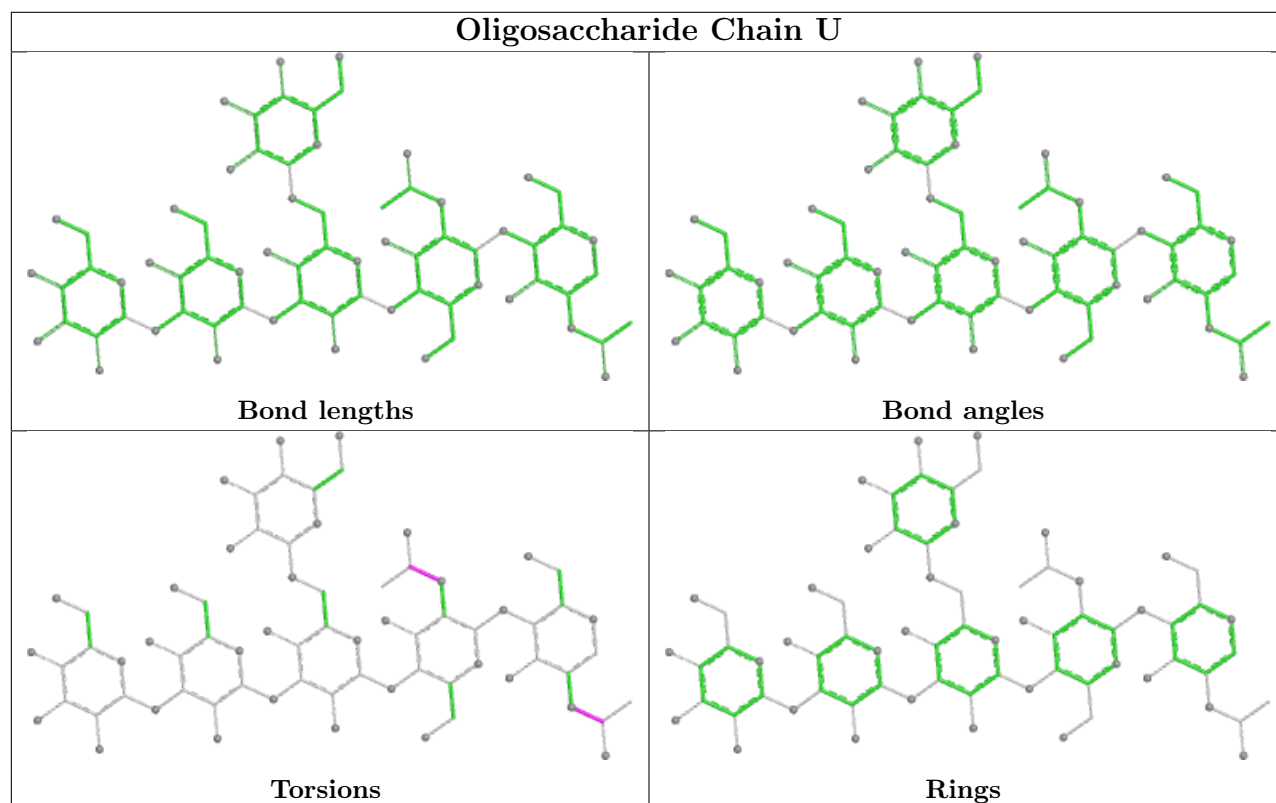 Oligosaccharide Chain U
Bond lengths
Bond angles
Torsions
Rings